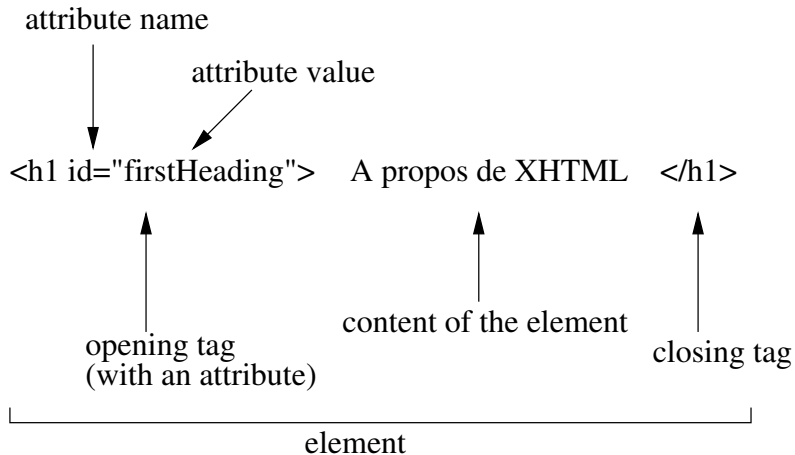 attribute name
attribute value
<h1 id="firstHeading"> A propos de XHTML </h1>
opening tag
(with an attribute)
content of the element
closing tag
element